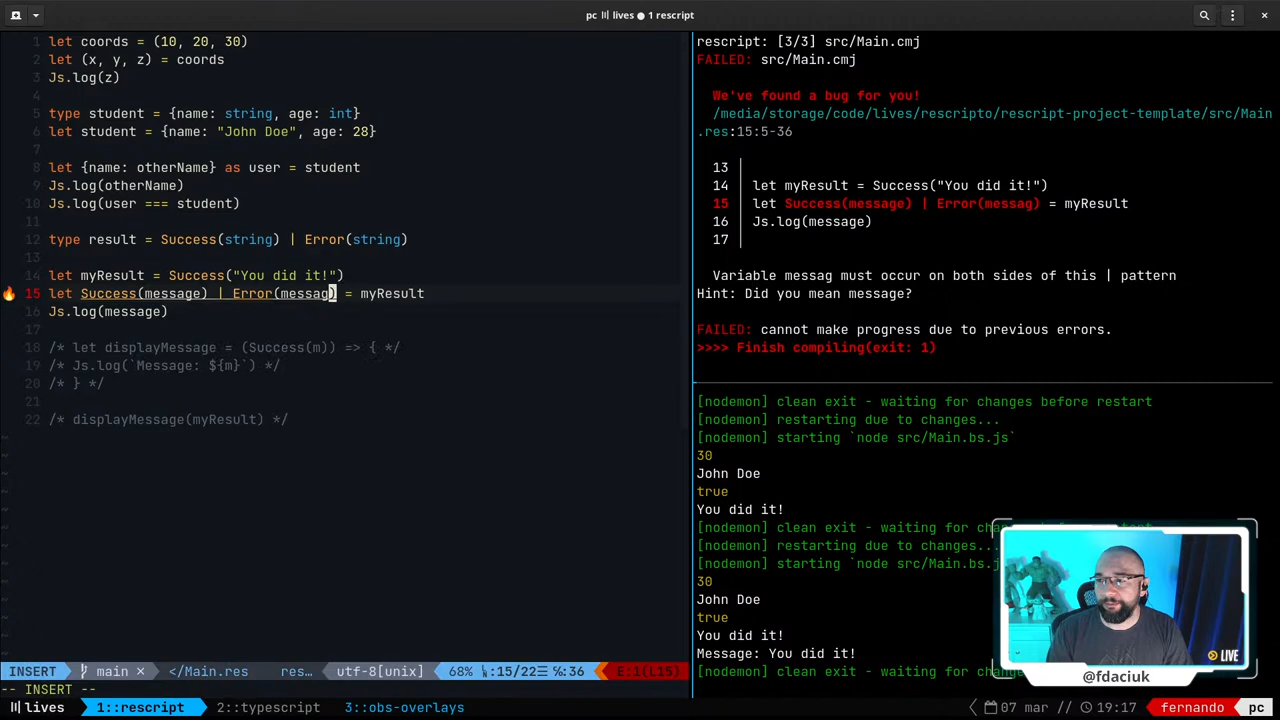 pc lives ● 1 rescript
1 let coords = (10, 20, 30)
2 let (x, y, z) = coords
3 Js.log(z)
4
5 type student = {name: string, age: int}
6 let student = {name: "John Doe", age: 28}
7
8 let {name: otherName} as user = student
9 Js.log(otherName)
10 Js.log(user === student)
11
12 type result = Success(string) | Error(string)
13
14 let myResult = Success("You did it!")
15 let Success(message) | Error(messag) = myResult
16 Js.log(message)
17
18 /* let displayMessage = (Success(m)) => { */
19 /* Js.log(`Message: ${m}`) */
20 /* } */
21
22 /* displayMessage(myResult) */
INSERT main × </Main.res res… utf-8[unix] 68% :15/22☰ %:36 E:1(L15)
-- INSERT --
rescript: [3/3] src/Main.cmj
FAILED: src/Main.cmj
We've found a bug for you!
/media/storage/code/lives/rescripto/rescript-project-template/src/Main
.res:15:5-36
13 │
14 │ let myResult = Success("You did it!")
15 │ let Success(message) | Error(messag) = myResult
16 │ Js.log(message)
17 │
Variable messag must occur on both sides of this | pattern
Hint: Did you mean message?
FAILED: cannot make progress due to previous errors.
>>>> Finish compiling(exit: 1)
[nodemon] clean exit - waiting for changes before restart
[nodemon] restarting due to changes...
[nodemon] starting `node src/Main.bs.js`
30
John Doe
true
You did it!
[nodemon] clean exit - waiting for
[nodemon] restarting due to changes...
[nodemon] starting `node src/Main.bs.j
30
John Doe
true
You did it!
Message: You did it!
[nodemon] clean exit - waiting for
LIVE
@fdaciuk
lives 1::rescript 2::typescript 3::obs-overlays 07 mar // 19:17 fernando pc